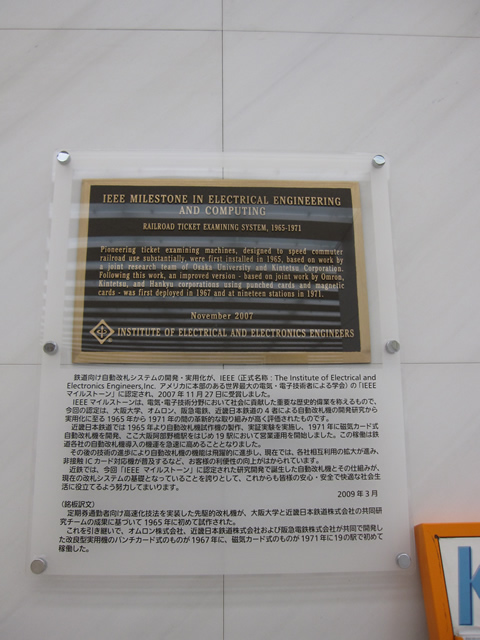 IEEE MILESTONE IN ELECTRICAL ENGINEERING
AND COMPUTING
RAILROAD TICKET EXAMINING SYSTEM, 1965-1971
Pioneering ticket examining machines, designed to speed commuter
railroad use substantially, were first installed in 1965, based on work by
a joint research team of Osaka University and Kintetsu Corporation.
Following this work, an improved version - based on joint work by Omron,
Kintetsu, and Hankyu corporations using punched cards and magnetic
cards - was first deployed in 1967 and at nineteen stations in 1971.
November 2007
INSTITUTE OF ELECTRICAL AND ELECTRONICS ENGINEERS
鉄道向け自動改札システムの開発・実用化が、IEEE（正式名称：The Institute of Electrical and
Electronics Engineers,Inc. アメリカに本部のある世界最大の電気・電子技術者による学会）の「IEEE
マイルストーン」に認定され、2007年11月27日に受賞しました。
IEEE マイルストーンは、電気・電子技術分野において社会に貢献した重要な歴史的偉業を称えるもので、
今回の認定は、大阪大学、オムロン、阪急電鉄、近畿日本鉄道の4者による自動改札機の開発研究から
実用化に至る1965年から1971年の間の革新的な取り組みが高く評価されたものです。
近畿日本鉄道では1965年より自動改札機試作機の製作、実証実験を実施し、1971年に磁気カード式
自動改札機を開発、ここ大阪阿部野橋駅をはじめ19駅において営業運用を開始しました。この稼働は鉄
道各社の自動改札機導入の機運を急速に高めることとなりました。
その後の技術の進歩により自動改札機の機能は飛躍的に進歩し、現在では、各社相互利用の拡大が進み、
非接触ICカード対応機が普及するなど、お客様の利便性の向上がはかられています。
近鉄では、今回「IEEE マイルストーン」に認定された研究開発で誕生した自動改札機とその仕組みが、
現在の改札システムの基礎となっていることを誇りとして、これからも皆様の安心・安全で快適な社会生
活に役立てるよう努力してまいります。
2009年3月
（銘板訳文）
定期券通勤者向け高速化技法を実装した先駆的改札機が、大阪大学と近畿日本鉄道株式会社の共同研
究チームの成果に基づいて1965年に初めて試作された。
これを引き継いで、オムロン株式会社、近畿日本鉄道株式会社および阪急電鉄株式会社が共同で開発し
た改良型実用機のパンチカード式のものが1967年に、磁気カード式のものが1971年に19の駅で初めて
稼働した。
K